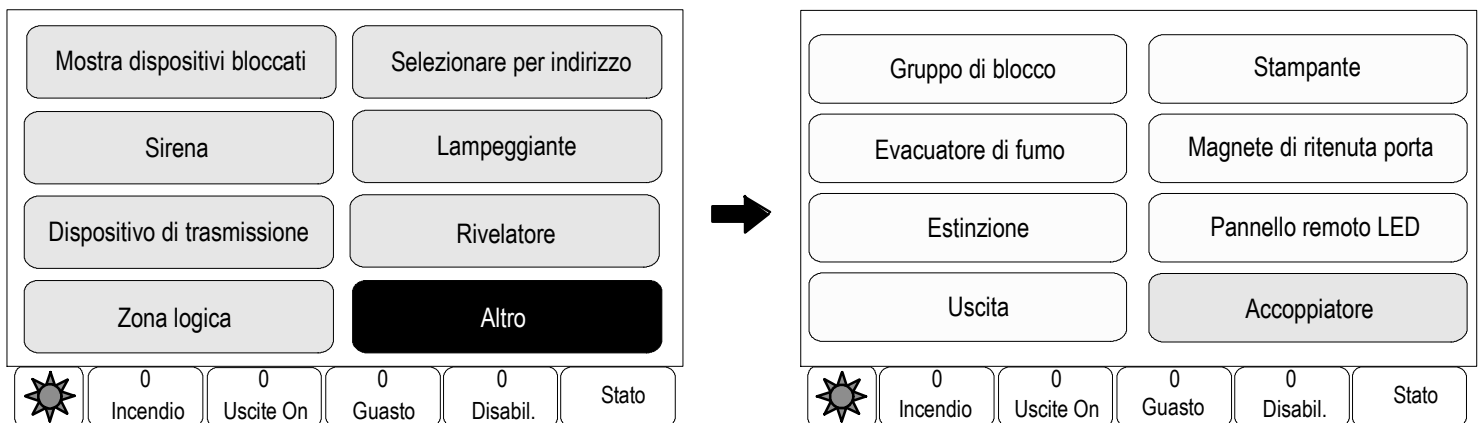 Mostra dispositivi bloccati
Selezionare per indirizzo
Sirena
Lampeggiante
Dispositivo di trasmissione
Rivelatore
Zona logica
Altro
0
Incendio
0
Uscite On
0
Guasto
0
Disabil.
Stato
Gruppo di blocco
Stampante
Evacuatore di fumo
Magnete di ritenuta porta
Estinzione
Pannello remoto LED
Uscita
Accoppiatore
0
Incendio
0
Uscite On
0
Guasto
0
Disabil.
Stato